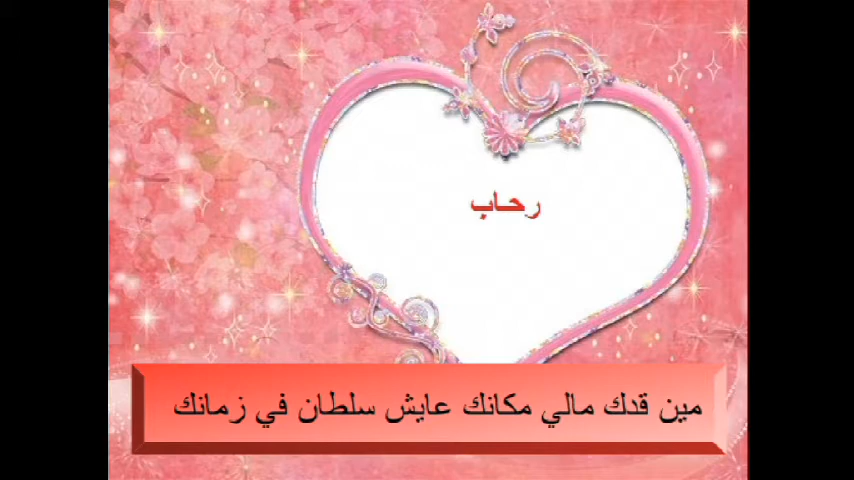 رحاب
مين قدك مالي مكانك عايش سلطان في زمانك